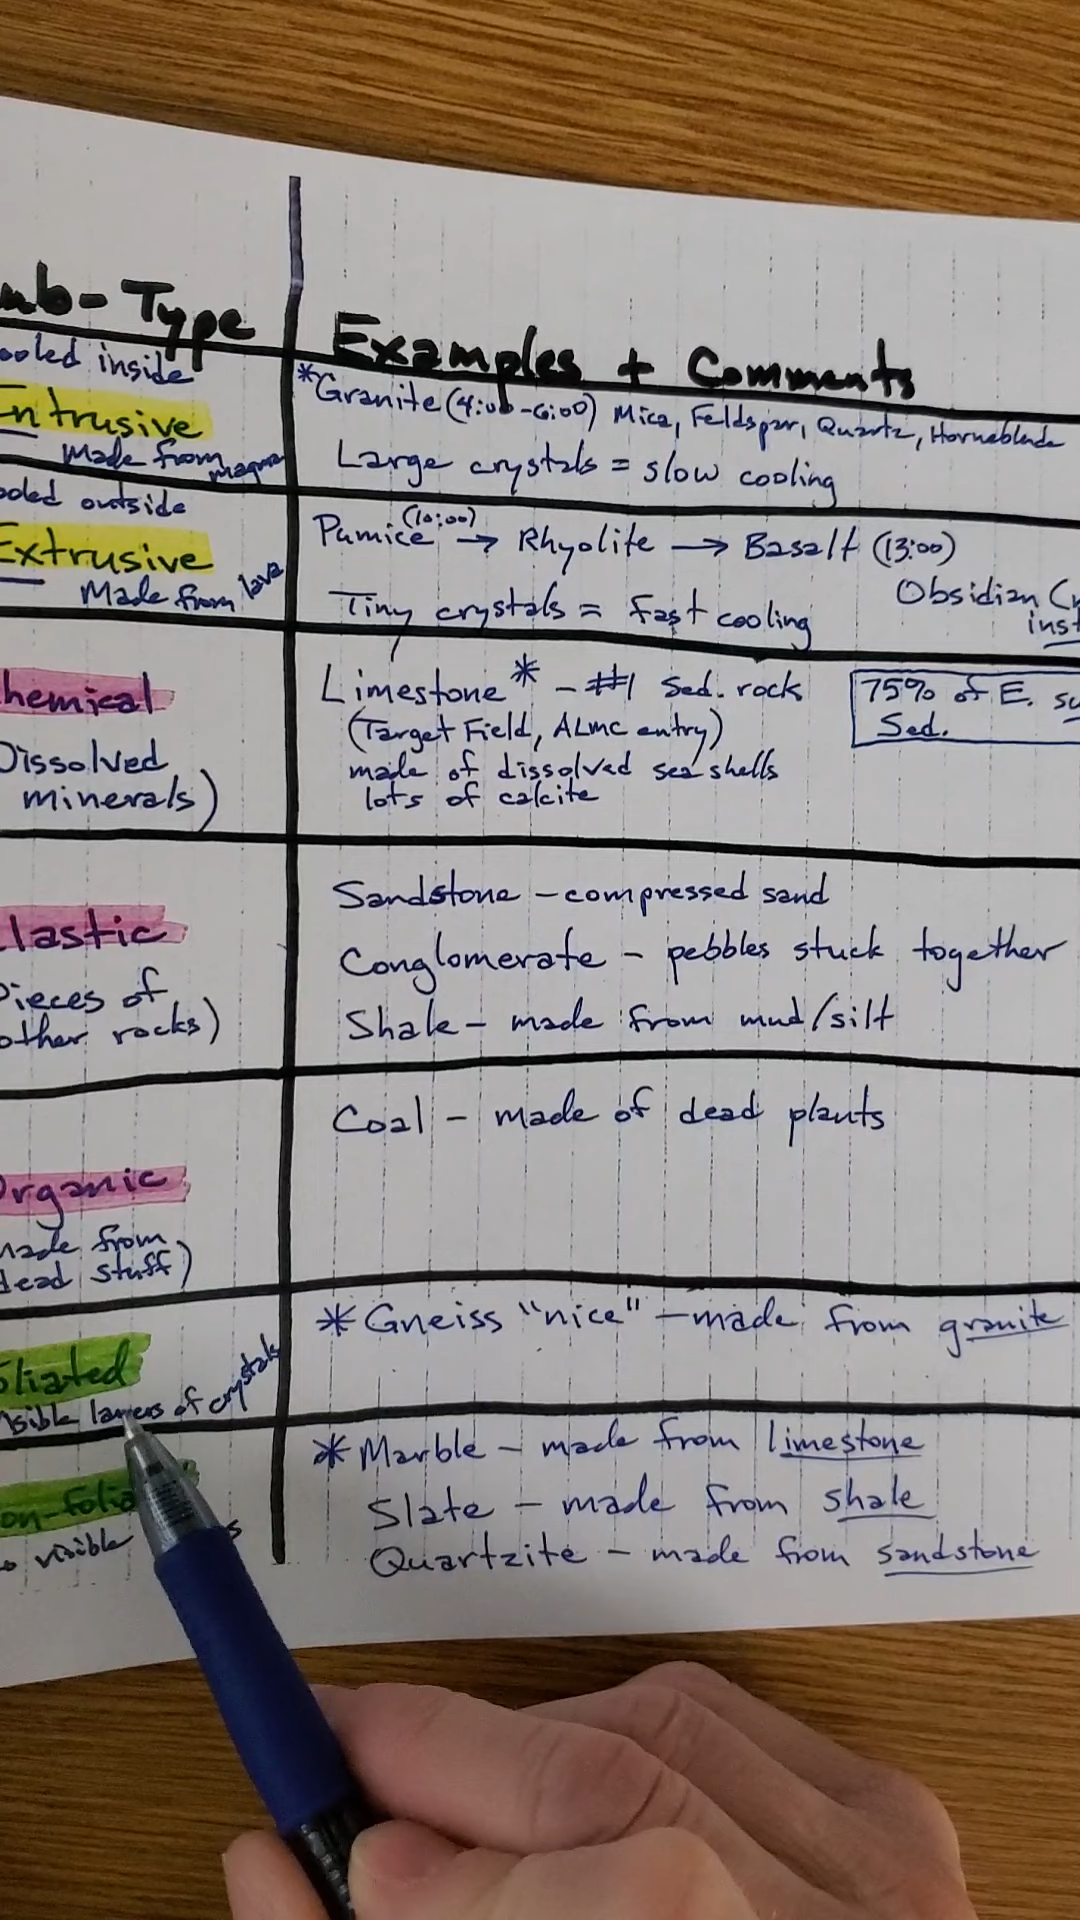 ub-Type
Examples + Comments
ooled inside
*Granite (4:00-6:00) Mica, Feldspar, Quartz, Horneblade
Entrusive
Made from magma
Large crystals = slow cooling
ooled outside
Pumice (10:00) → Rhyolite → Basalt (13:00)
Extrusive
Made from lava
Obsidian (
inst
Tiny crystals = fast cooling
hemical
Limestone * - #1 sed. rock
75% of E. su
Sed.
(Target Field, ALMC entry)
Dissolved
made of dissolved sea shells
minerals)
lots of calcite
Sandstone - compressed sand
lastic
Conglomerate - pebbles stuck together
Pieces of
other rocks)
Shale - made from mud/silt
Coal - made of dead plants
Organic
made from
dead stuff)
*Gneiss "nice" - made from granite
oliated
isible layers of crystals
*Marble - made from limestone
on-folia
Slate - made from shale
o visible
Quartzite - made from sandstone